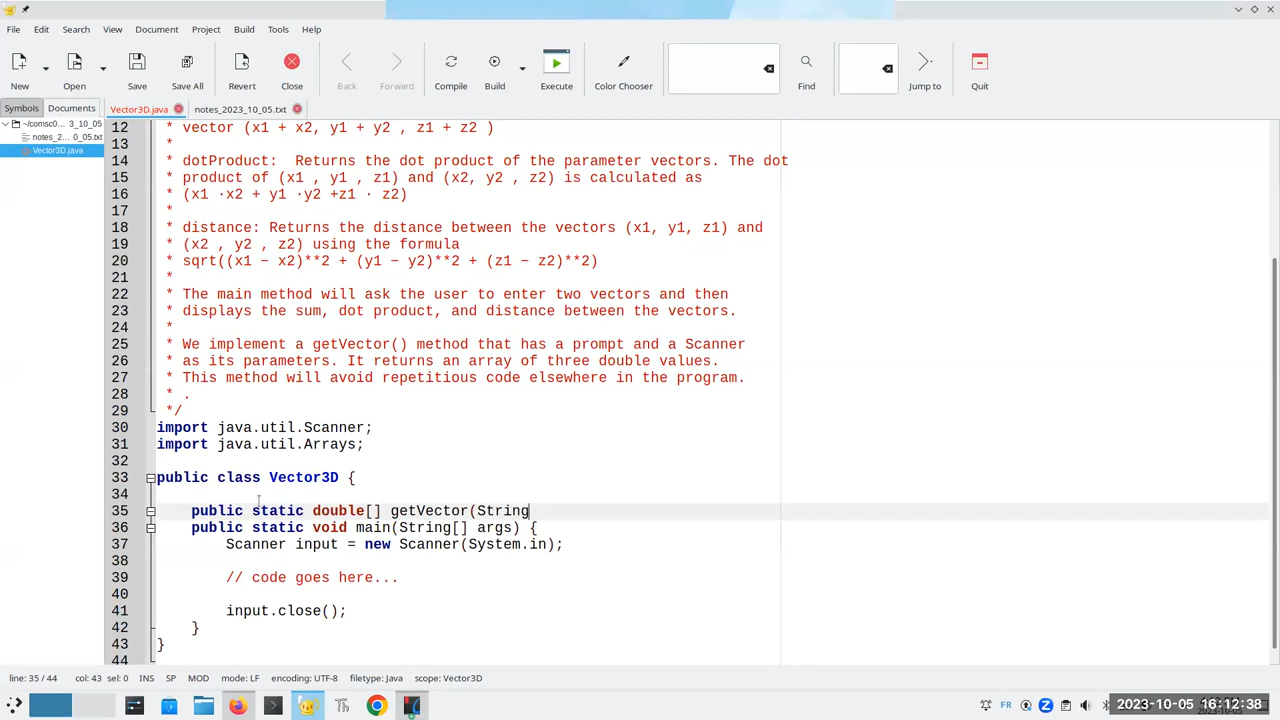 File Edit Search View Document Project Build Tools Help
New Open Save Save All Revert Close Back Forward Compile Build Execute Color Chooser Find Jump to Quit
Symbols Documents Vector3D.java notes_2023_10_05.txt
~/comsc0... 3_10_05
notes_2... 0_05.txt
Vector3D.java
12 * vector (x1 + x2, y1 + y2 , z1 + z2 )
13 *
14 * dotProduct:  Returns the dot product of the parameter vectors. The dot
15 * product of (x1 , y1 , z1) and (x2, y2 , z2) is calculated as
16 * (x1 ·x2 + y1 ·y2 +z1 · z2)
17 *
18 * distance: Returns the distance between the vectors (x1, y1, z1) and
19 * (x2 , y2 , z2) using the formula
20 * sqrt((x1 − x2)**2 + (y1 − y2)**2 + (z1 − z2)**2)
21 *
22 * The main method will ask the user to enter two vectors and then
23 * displays the sum, dot product, and distance between the vectors.
24 *
25 * We implement a getVector() method that has a prompt and a Scanner
26 * as its parameters. It returns an array of three double values.
27 * This method will avoid repetitious code elsewhere in the program.
28 * .
29 */
30 import java.util.Scanner;
31 import java.util.Arrays;
32
33 public class Vector3D {
34
35 public static double[] getVector(String
36 public static void main(String[] args) {
37 Scanner input = new Scanner(System.in);
38
39 // code goes here...
40
41 input.close();
42 }
43 }
44
line: 35 / 44 col: 43 sel: 0 INS SP MOD mode: LF encoding: UTF-8 filetype: Java scope: Vector3D
FR 2023-10-05 16:12:38